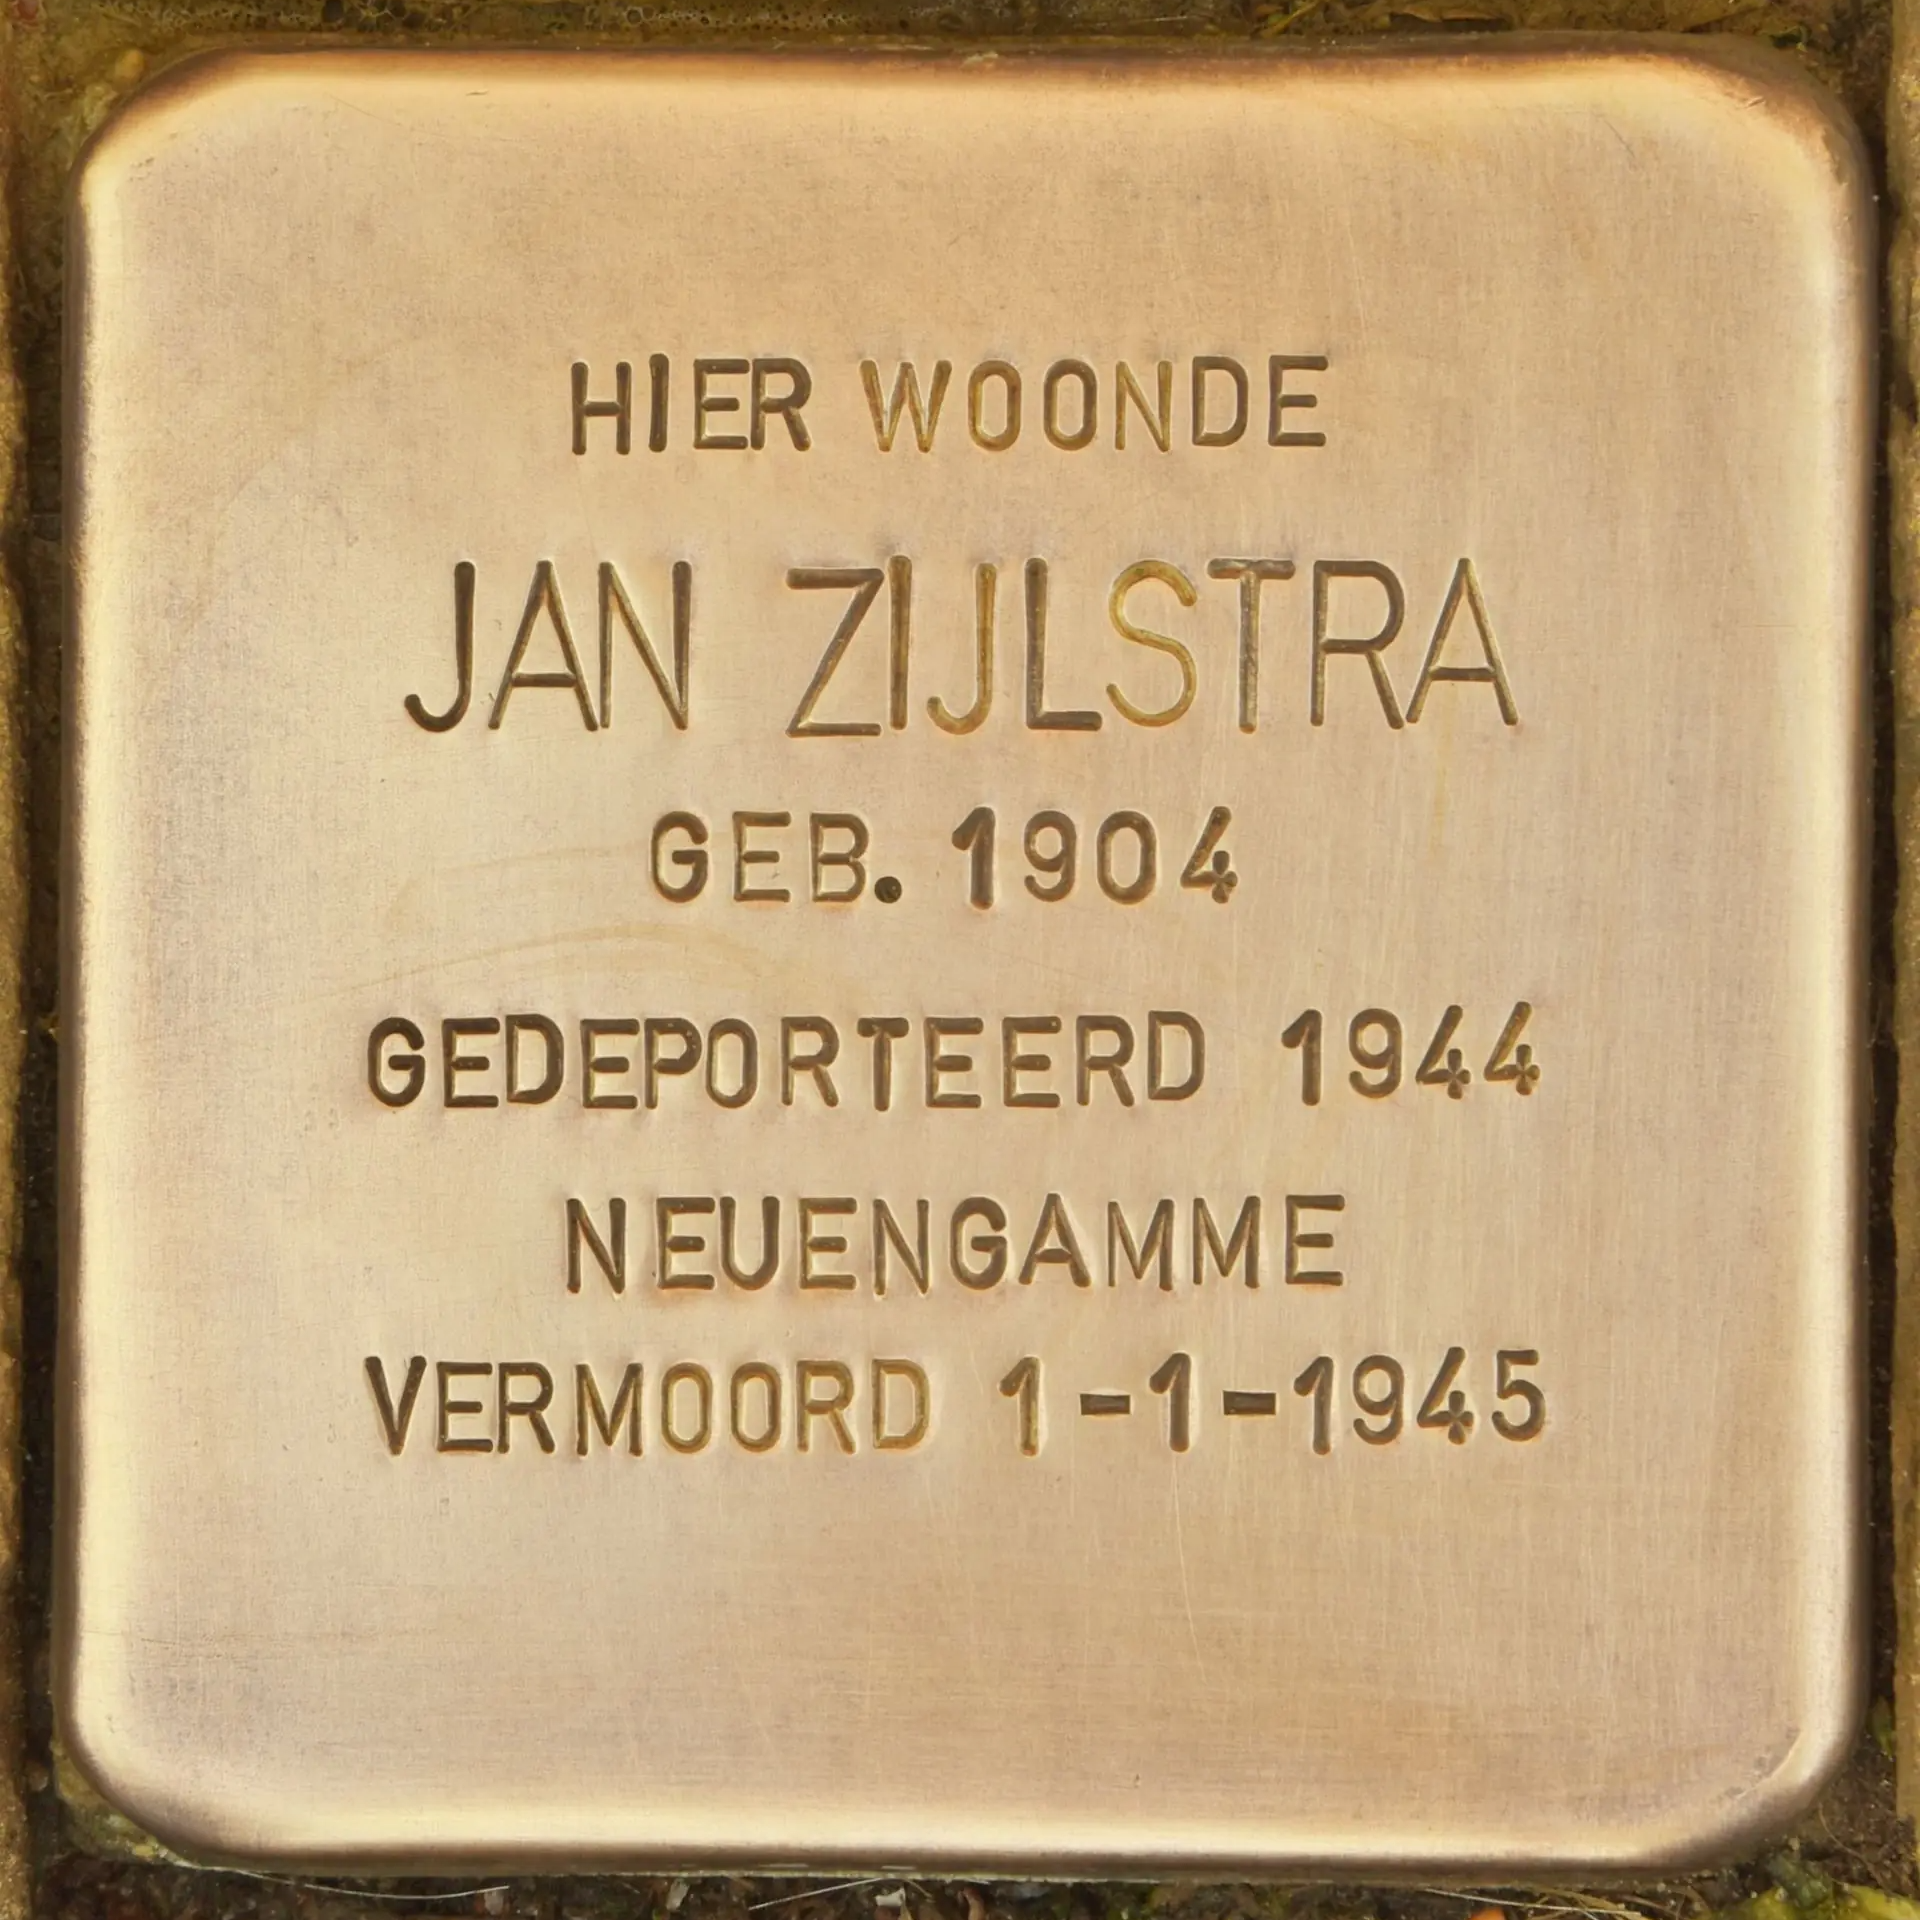 HIER WOONDE
JAN ZIJLSTRA
GEB. 1904
GEDEPORTEERD 1944
NEUENGAMME
VERMOORD 1-1-1945